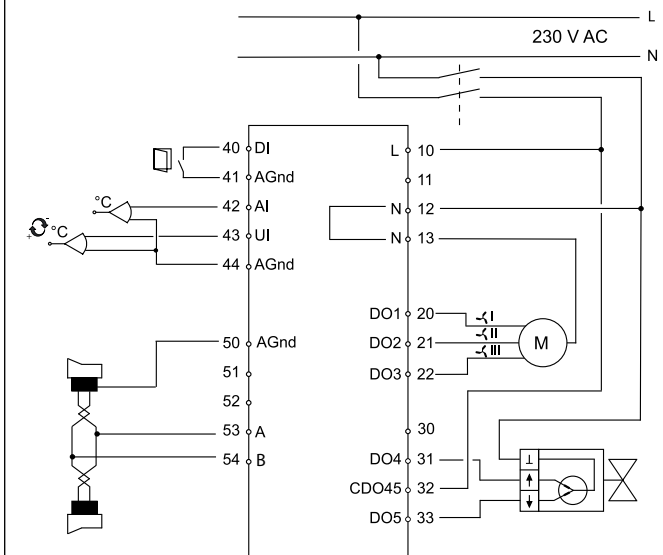 L
230 V AC
N
40 DI
41 AGnd
°C
42 AI
- °C
+
43 UI
44 AGnd
50 AGnd
51
52
53 A
54 B
L 10
11
N 12
N 13
DO1 20 I
DO2 21 II
DO3 22 III
M
30
DO4 31
CDO45 32
DO5 33
⊥
↑
↓